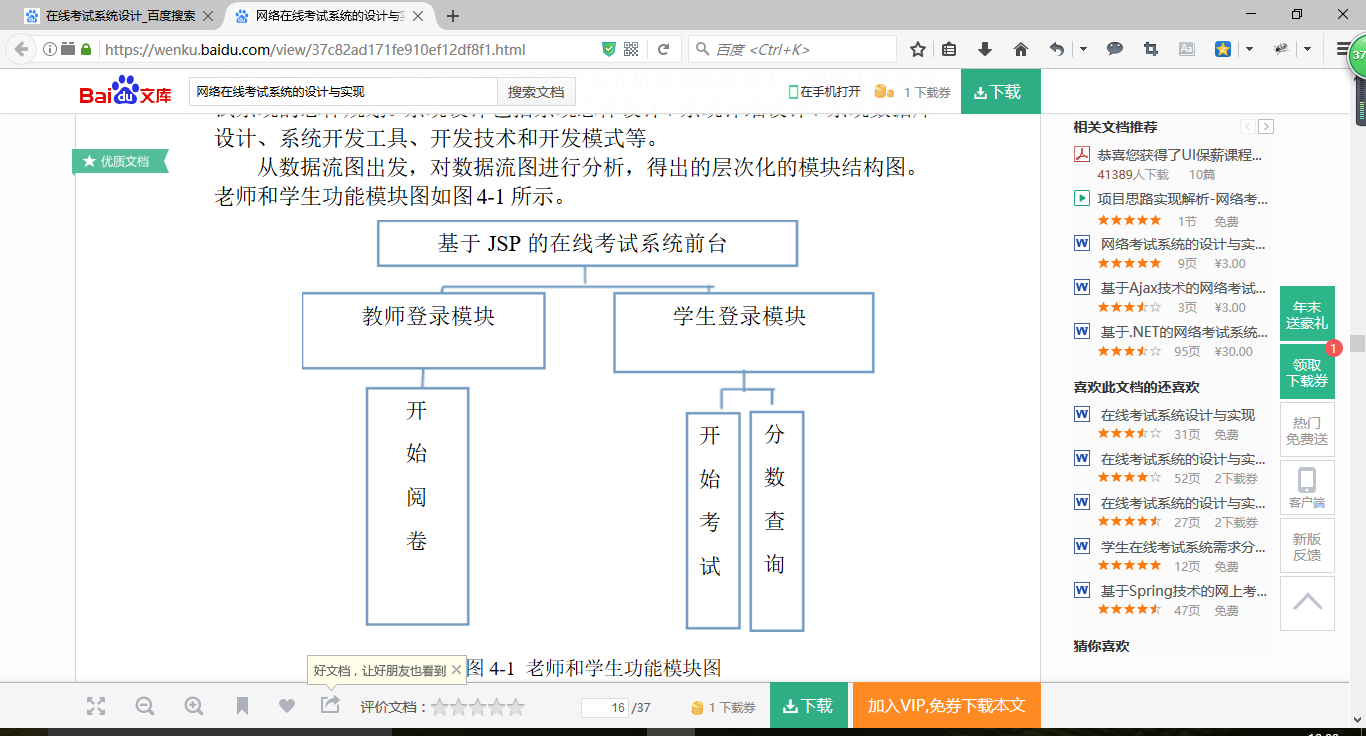 在线考试系统设计_百度搜索
网络在线考试系统的设计与实
https://wenku.baidu.com/view/37c82ad171fe910ef12df8f1.html
百度 <Ctrl+K>
37
Bai du 文库
网络在线考试系统的设计与实现
搜索文档
在手机打开
1 下载券
下载
优质文档
设计、系统开发工具、开发技术和开发模式等。
从数据流图出发，对数据流图进行分析，得出的层次化的模块结构图。
老师和学生功能模块图如图 4-1 所示。
基于 JSP 的在线考试系统前台
教师登录模块
学生登录模块
开始阅卷
开始考试
分数查询
图 4-1 老师和学生功能模块图
好文档，让好朋友也看到
评价文档：
16 /37
1 下载券
下载
加入VIP,免券下载本文
相关文档推荐
恭喜您获得了UI保薪课程...
41389人下载 10篇
项目思路实现解析-网络考...
1节 免费
网络考试系统的设计与实...
9页 ¥3.00
基于Ajax技术的网络考试...
3页 ¥3.00
基于.NET的网络考试系统...
95页 ¥30.00
喜欢此文档的还喜欢
在线考试系统设计与实现
31页 免费
在线考试系统的设计与实...
52页 2下载券
在线考试系统的设计与实...
27页 2下载券
学生在线考试系统需求分...
12页 免费
基于Spring技术的网上考...
47页 免费
猜你喜欢
年末
送豪礼
1
领取
下载券
热门
免费送
客户端
新版
反馈